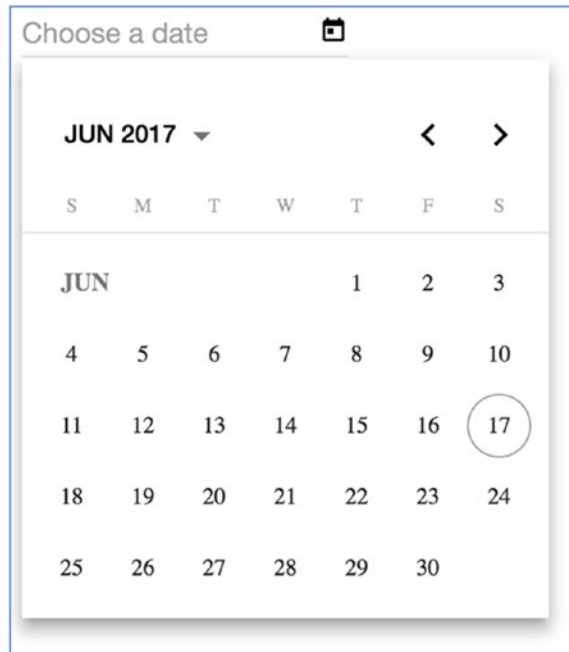 Choose a date
JUN 2017
S M T W T F S
JUN 1 2 3
4 5 6 7 8 9 10
11 12 13 14 15 16 17
18 19 20 21 22 23 24
25 26 27 28 29 30